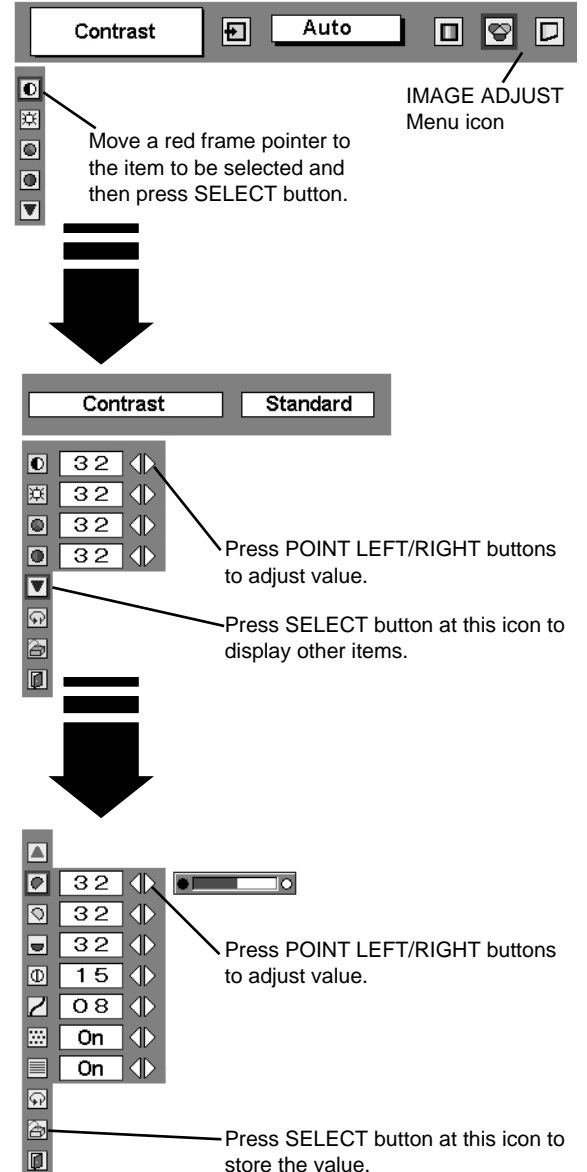 Contrast Auto
IMAGE ADJUST
Menu icon
Move a red frame pointer to
the item to be selected and
then press SELECT button.
Contrast Standard
32
32
32
32
Press POINT LEFT/RIGHT buttons
to adjust value.
Press SELECT button at this icon to
display other items.
32
32
32
15
08
On
On
Press POINT LEFT/RIGHT buttons
to adjust value.
Press SELECT button at this icon to
store the value.